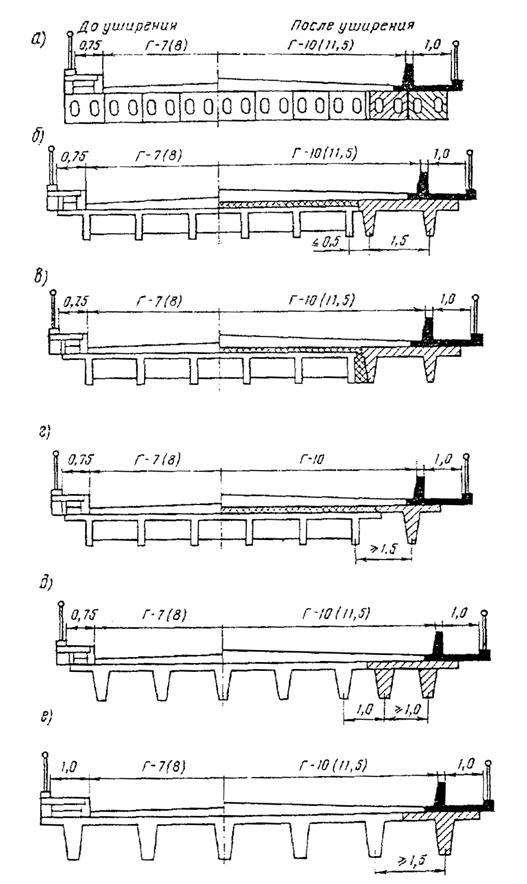 До уширения После уширения
а) 0,75 Г-7(8) Г-10(11,5) 1,0
б) 0,75 Г-7(8) Г-10(11,5) 1,0
≤0,5 1,5
в) 0,25 Г-7(8) Г-10(11,5) 1,0
г) 0,75 Г-7(8) Г-10 1,0
≥1,5
д) 0,75 Г-7(8) Г-10(11,5) 1,0
1,0 ≥1,0
е) 1,0 Г-7(8) Г-10(11,5) 1,0
≥1,5